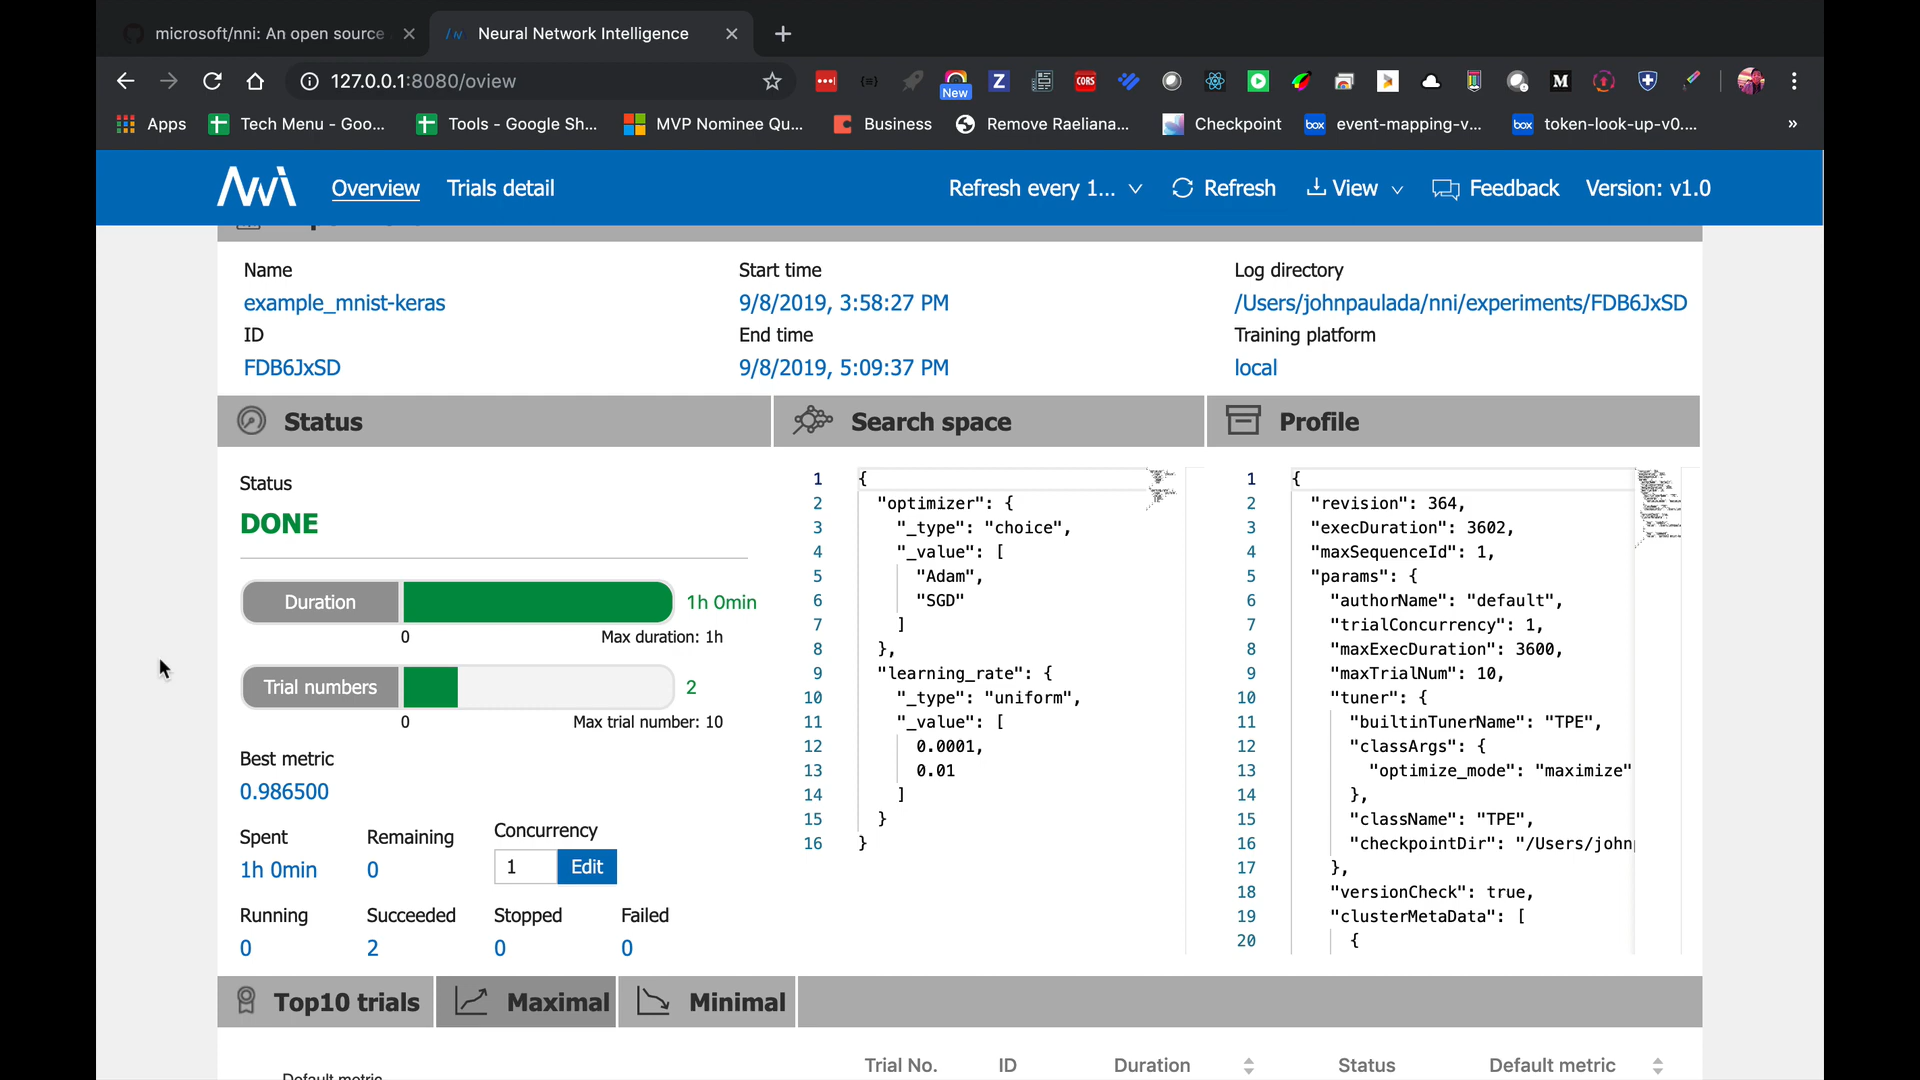 microsoft/nni: An open source
Neural Network Intelligence
127.0.0.1:8080/oview
New
Z
CORS
M
Apps
Tech Menu - Goo...
Tools - Google Sh...
MVP Nominee Qu...
Business
Remove Raeliana...
Checkpoint
box
event-mapping-v...
box
token-look-up-v0....
»
Overview
Trials detail
Refresh every 1...
Refresh
View
Feedback
Version: v1.0
Name
Start time
Log directory
example_mnist-keras
9/8/2019, 3:58:27 PM
/Users/johnpaulada/nni/experiments/FDB6JxSD
ID
End time
Training platform
FDB6JxSD
9/8/2019, 5:09:37 PM
local
Status
Search space
Profile
Status
DONE
Duration
1h 0min
0
Max duration: 1h
Trial numbers
2
0
Max trial number: 10
Best metric
0.986500
Spent
Remaining
Concurrency
1h 0min
0
1
Edit
Running
Succeeded
Stopped
Failed
0
2
0
0
1 {
2 "optimizer": {
3 "_type": "choice",
4 "_value": [
5 "Adam",
6 "SGD"
7 ]
8 },
9 "learning_rate": {
10 "_type": "uniform",
11 "_value": [
12 0.0001,
13 0.01
14 ]
15 }
16 }
1 {
2 "revision": 364,
3 "execDuration": 3602,
4 "maxSequenceId": 1,
5 "params": {
6 "authorName": "default",
7 "trialConcurrency": 1,
8 "maxExecDuration": 3600,
9 "maxTrialNum": 10,
10 "tuner": {
11 "builtinTunerName": "TPE",
12 "classArgs": {
13 "optimize_mode": "maximize"
14 },
15 "className": "TPE",
16 "checkpointDir": "/Users/john
17 },
18 "versionCheck": true,
19 "clusterMetaData": [
20 {
Top10 trials
Maximal
Minimal
Trial No.
ID
Duration
Status
Default metric
Default metric